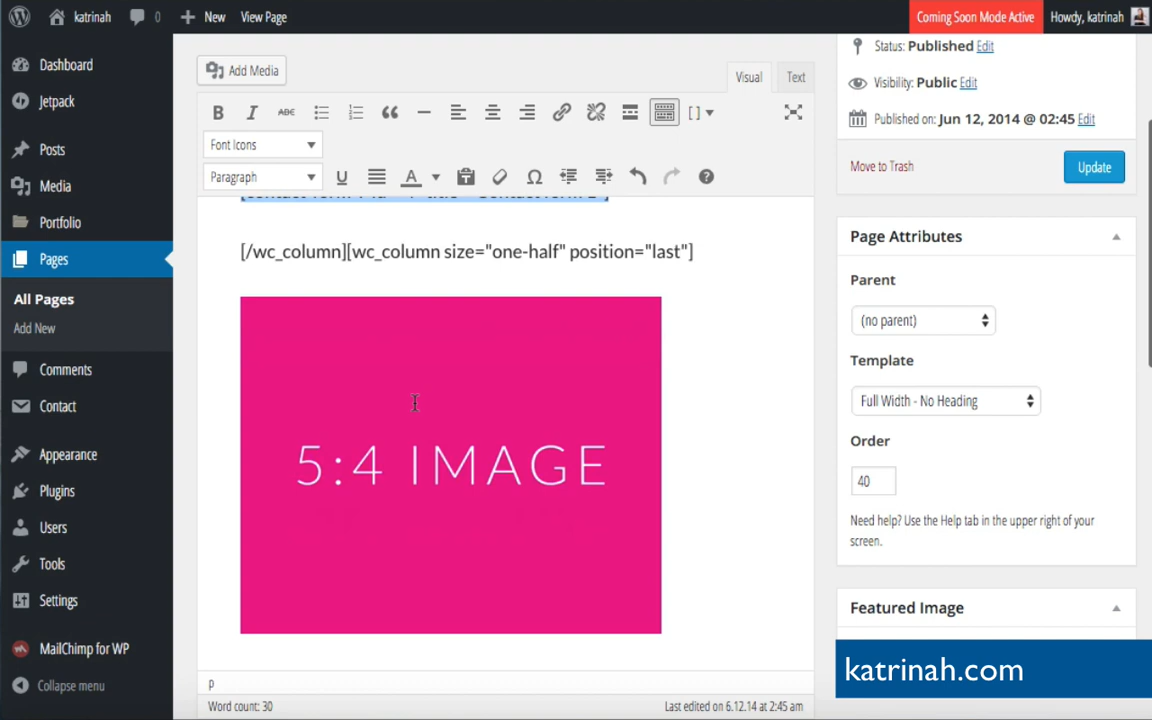 katrinah 0 New View Page Coming Soon Mode Active Howdy, katrinah
Dashboard
Jetpack
Posts
Media
Portfolio
Pages
All Pages
Add New
Comments
Contact
Appearance
Plugins
Users
Tools
Settings
MailChimp for WP
Collapse menu
Add Media
Visual Text
B I ABC
Font Icons
Paragraph U A Ω
[/wc_column][wc_column size="one-half" position="last"]
5:4 IMAGE
p
Word count: 30 Last edited on 6.12.14 at 2:45 am
Status: Published Edit
Visibility: Public Edit
Published on: Jun 12, 2014 @ 02:45 Edit
Move to Trash Update
Page Attributes
Parent
(no parent)
Template
Full Width - No Heading
Order
40
Need help? Use the Help tab in the upper right of your
screen.
Featured Image
katrinah.com